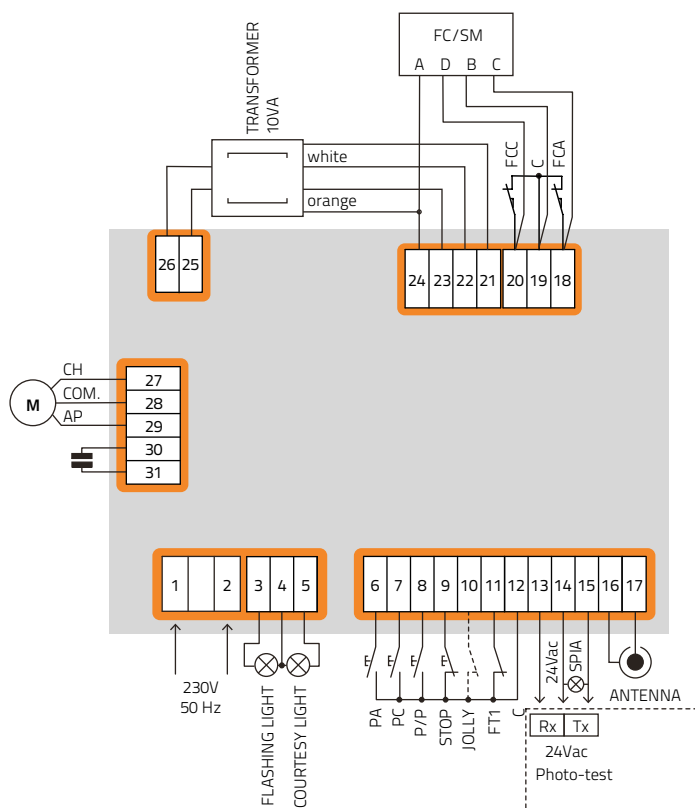 FC/SM
A D B C
TRANSFORMER
10VA
white
orange
FCC
C
FCA
26 25
24 23 22 21 20 19 18
CH
COM.
AP
M
27
28
29
30
31
1 2 3 4 5
6 7 8 9 10 11 12 13 14 15 16 17
230V
50 Hz
FLASHING LIGHT
COURTESY LIGHT
PA
PC
P/P
STOP
JOLLY
FT1
C
24Vac
SPIA
ANTENNA
Rx Tx
24Vac
Photo-test